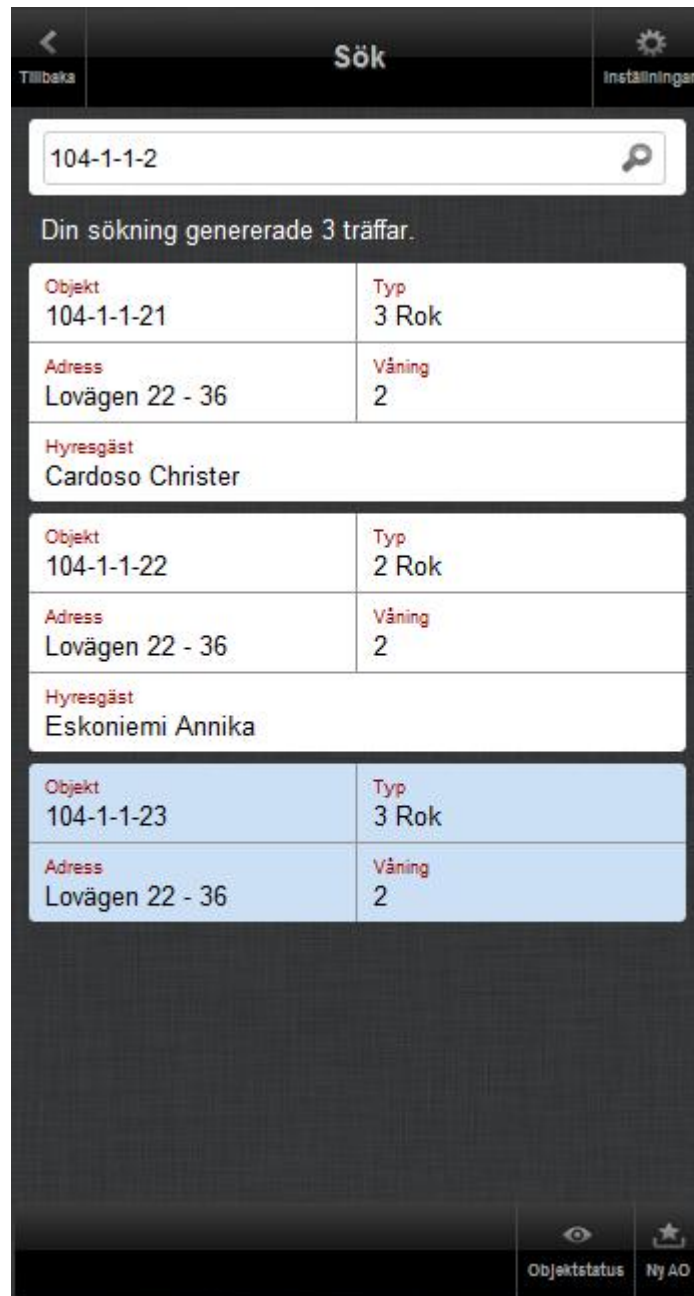 Tillbaka
Sök
Inställningar
104-1-1-2
Din sökning genererade 3 träffar.
Objekt Typ
104-1-1-21 3 Rok
Adress Våning
Lovägen 22 - 36 2
Hyresgäst
Cardoso Christer
Objekt Typ
104-1-1-22 2 Rok
Adress Våning
Lovägen 22 - 36 2
Hyresgäst
Eskoniemi Annika
Objekt Typ
104-1-1-23 3 Rok
Adress Våning
Lovägen 22 - 36 2
Objektstatus Ny AO